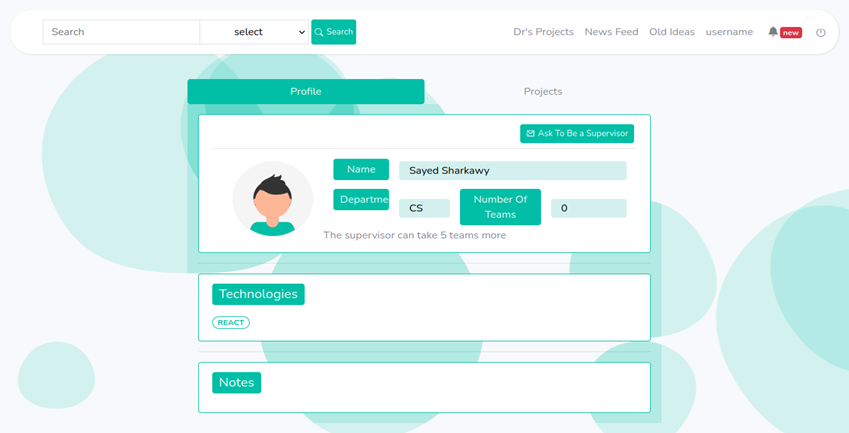 Search select Search Dr's Projects News Feed Old Ideas username new
Profile Projects
Ask To Be a Supervisor
Name Sayed Sharkawy
Departme CS Number Of Teams 0
The supervisor can take 5 teams more
Technologies
REACT
Notes